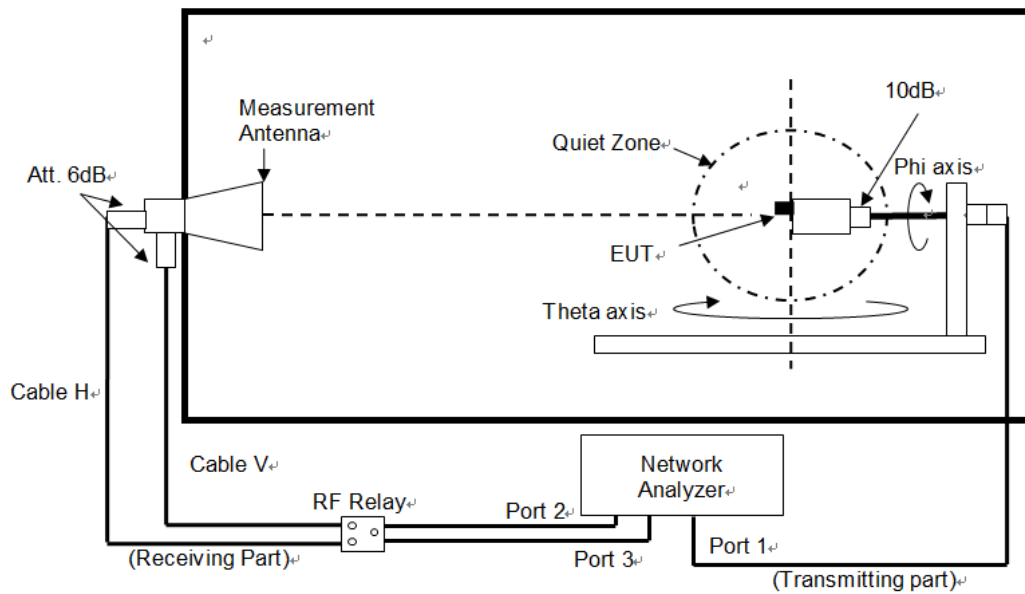 Measurement
Antenna
Att. 6dB
10dB
Quiet Zone
Phi axis
EUT
Theta axis
Cable H
Cable V
RF Relay
(Receiving Part)
Network
Analyzer
Port 2
Port 3
Port 1
(Transmitting part)